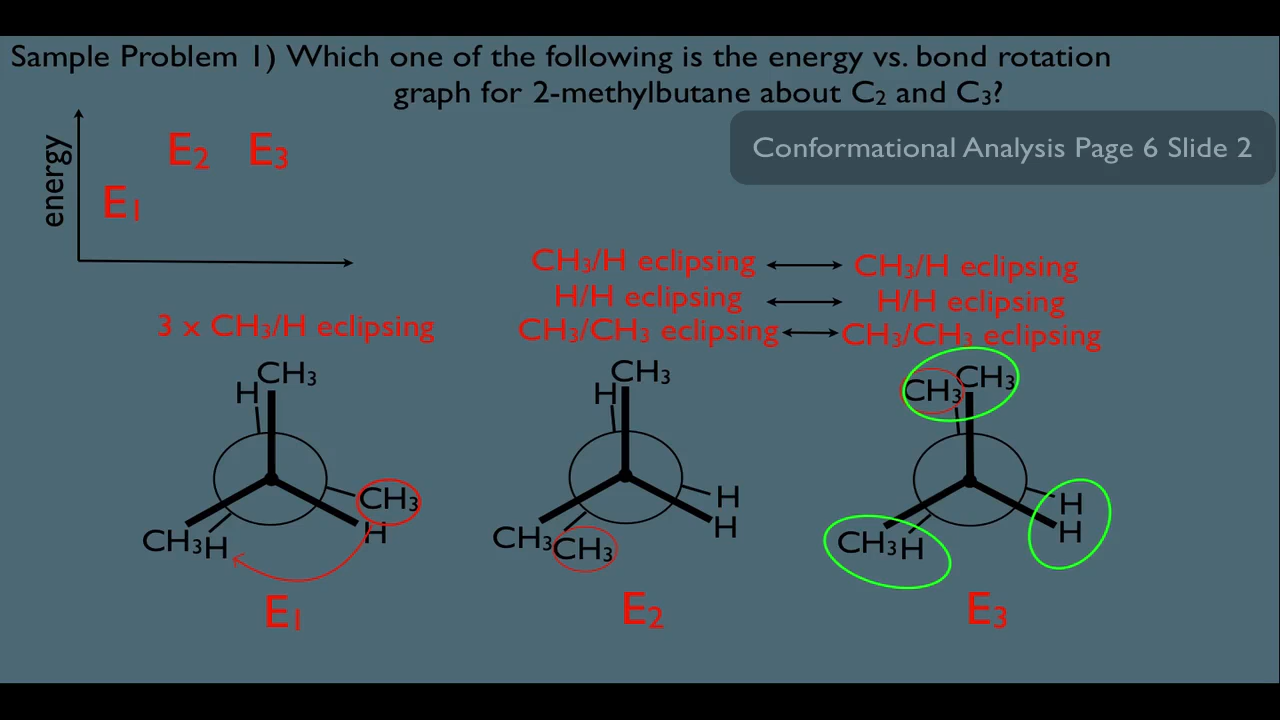 Sample Problem 1) Which one of the following is the energy vs. bond rotation
graph for 2-methylbutane about C₂ and C₃?
Conformational Analysis Page 6 Slide 2
energy
E₂ E₃
E₁
CH₃/H eclipsing CH₃/H eclipsing
H/H eclipsing H/H eclipsing
3 x CH₃/H eclipsing
CH₃/CH₃ eclipsing CH₃/CH₃ eclipsing
H CH₃
CH₃
H
CH₃ H
E₁
H CH₃
H
H
CH₃ CH₃
E₂
CH₃ CH₃
H
H
CH₃ H
E₃